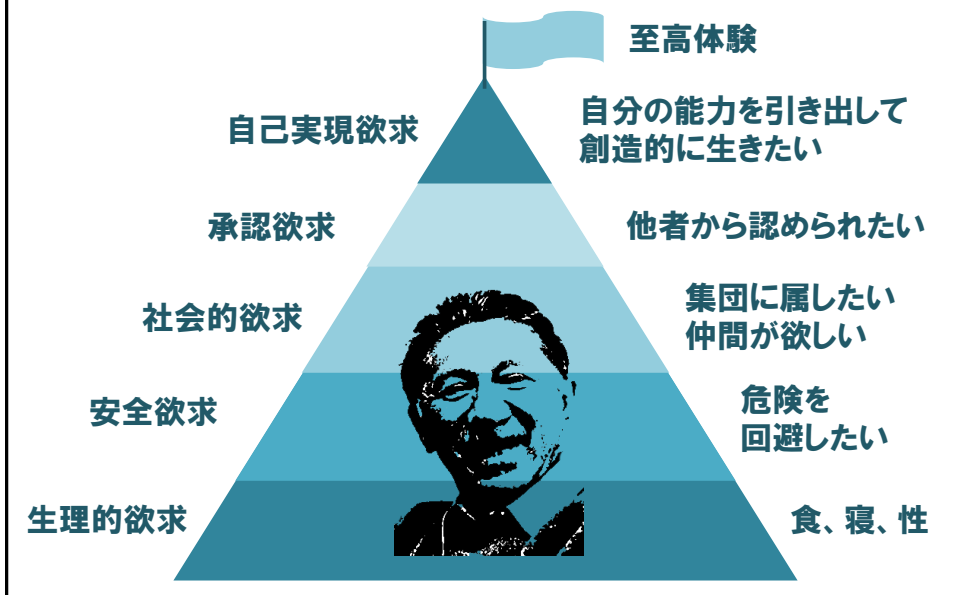 至高体験
自己実現欲求
自分の能力を引き出して
創造的に生きたい
承認欲求
他者から認められたい
社会的欲求
集団に属したい
仲間が欲しい
安全欲求
危険を
回避したい
生理的欲求
食、寝、性